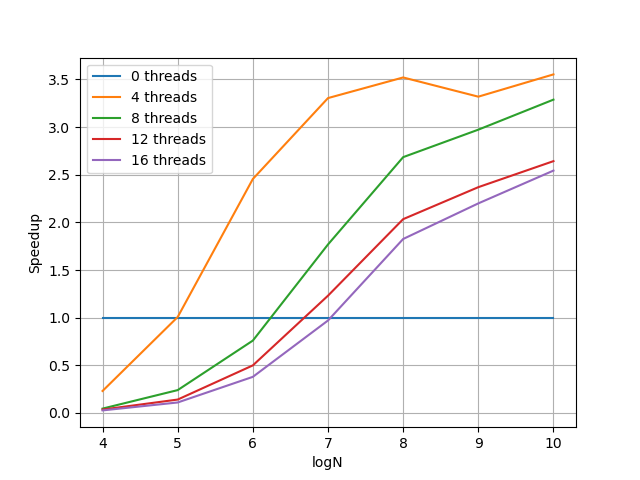 0 threads
4 threads
8 threads
12 threads
16 threads
Speedup
3.5
3.0
2.5
2.0
1.5
1.0
0.5
0.0
4 5 6 7 8 9 10
logN